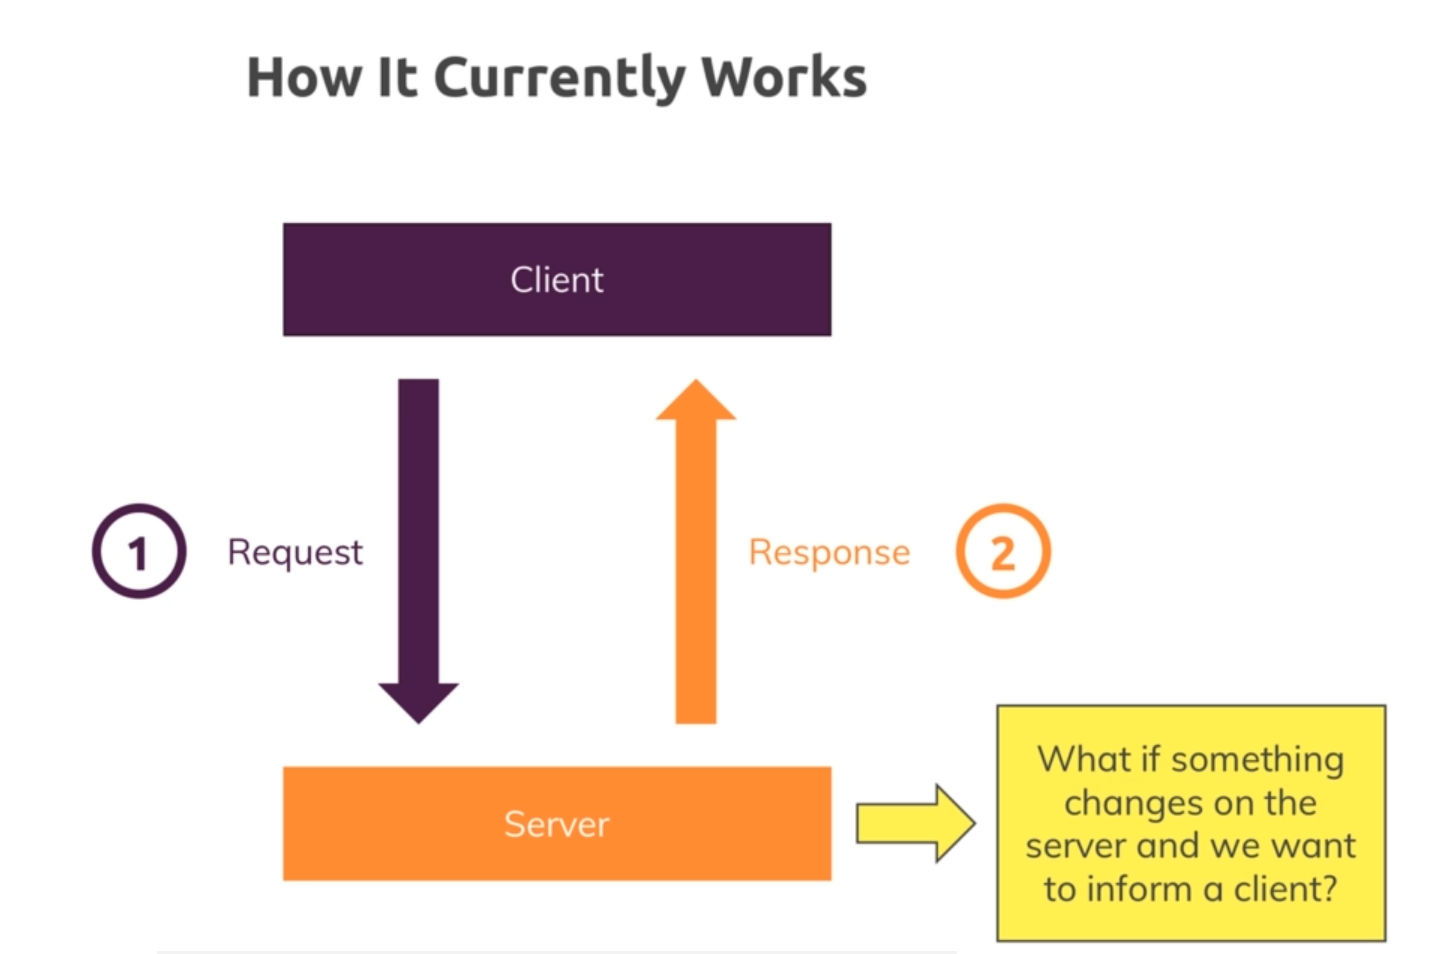 How It Currently Works
Client
1
Request
Response
2
Server
What if something
changes on the
server and we want
to inform a client?